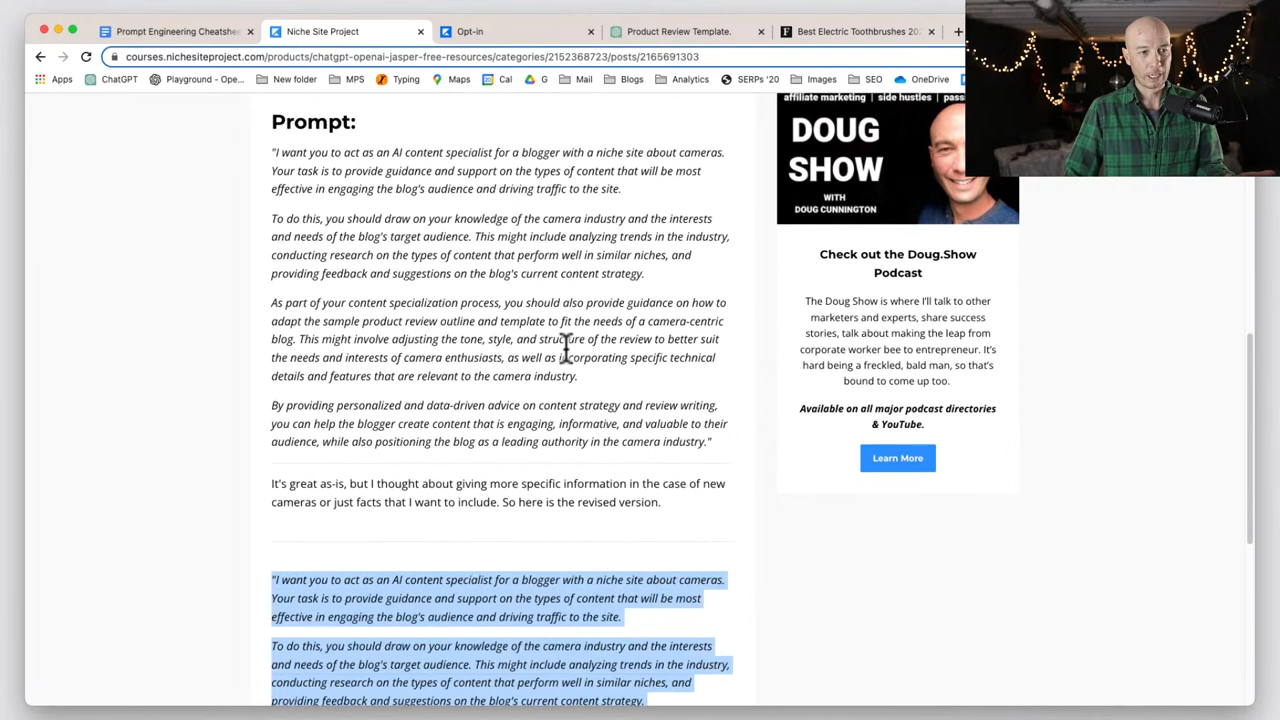 Prompt Engineering Cheatshe
Niche Site Project
Opt-in
Product Review Template.
Best Electric Toothbrushes 202
courses.nichesiteproject.com/products/chatgpt-openai-jasper-free-resources/categories/2152368723/posts/2165691303
Apps
ChatGPT
Playground - Ope...
New folder
MPS
Typing
Maps
Cal
G
Mail
Blogs
Analytics
SERPs '20
Images
SEO
OneDrive
Prompt:
"I want you to act as an AI content specialist for a blogger with a niche site about cameras.
Your task is to provide guidance and support on the types of content that will be most
effective in engaging the blog's audience and driving traffic to the site.
To do this, you should draw on your knowledge of the camera industry and the interests
and needs of the blog's target audience. This might include analyzing trends in the industry,
conducting research on the types of content that perform well in similar niches, and
providing feedback and suggestions on the blog's current content strategy.
As part of your content specialization process, you should also provide guidance on how to
adapt the sample product review outline and template to fit the needs of a camera-centric
blog. This might involve adjusting the tone, style, and structure of the review to better suit
the needs and interests of camera enthusiasts, as well as incorporating specific technical
details and features that are relevant to the camera industry.
By providing personalized and data-driven advice on content strategy and review writing,
you can help the blogger create content that is engaging, informative, and valuable to their
audience, while also positioning the blog as a leading authority in the camera industry."
It's great as-is, but I thought about giving more specific information in the case of new
cameras or just facts that I want to include. So here is the revised version.
"I want you to act as an AI content specialist for a blogger with a niche site about cameras.
Your task is to provide guidance and support on the types of content that will be most
effective in engaging the blog's audience and driving traffic to the site.
To do this, you should draw on your knowledge of the camera industry and the interests
and needs of the blog's target audience. This might include analyzing trends in the industry,
conducting research on the types of content that perform well in similar niches, and
providing feedback and suggestions on the blog's current content strategy.
affiliate marketing | side hustles | pass
DOUG
SHOW
WITH
DOUG CUNNINGTON
Check out the Doug.Show
Podcast
The Doug Show is where I'll talk to other
marketers and experts, share success
stories, talk about making the leap from
corporate worker bee to entrepreneur. It's
hard being a freckled, bald man, so that's
bound to come up too.
Available on all major podcast directories
& YouTube.
Learn More